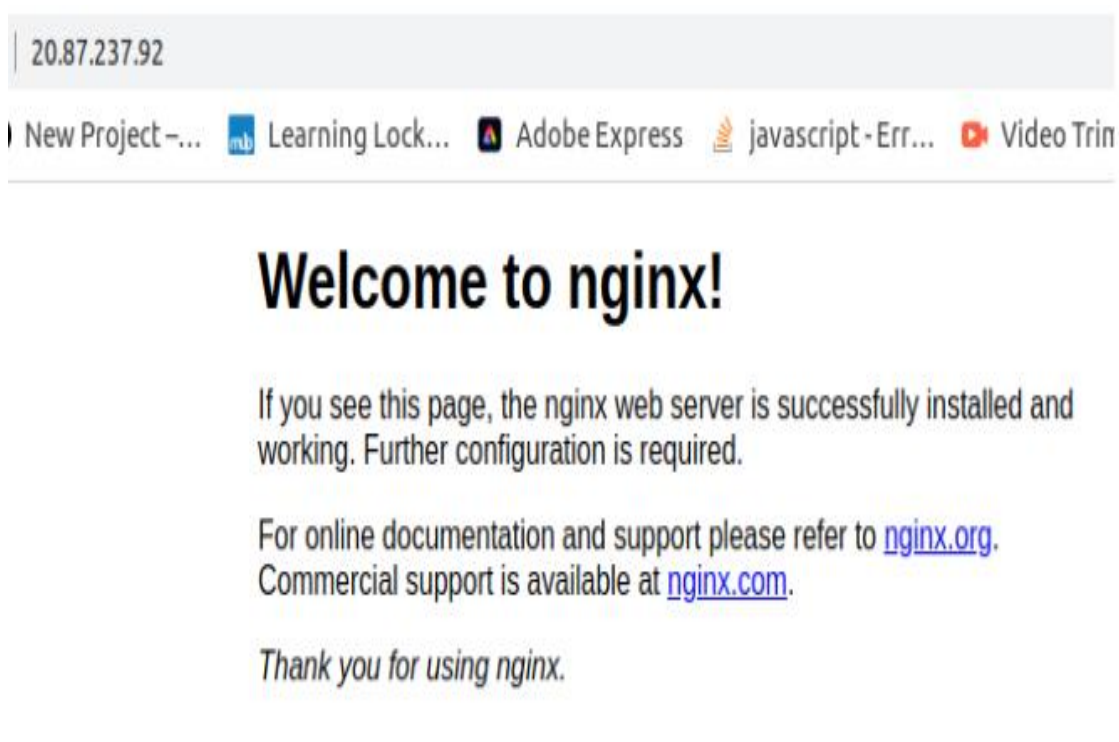 20.87.237.92
New Project –... Learning Lock... Adobe Express javascript - Err... Video Trim
Welcome to nginx!
If you see this page, the nginx web server is successfully installed and
working. Further configuration is required.
For online documentation and support please refer to nginx.org.
Commercial support is available at nginx.com.
Thank you for using nginx.